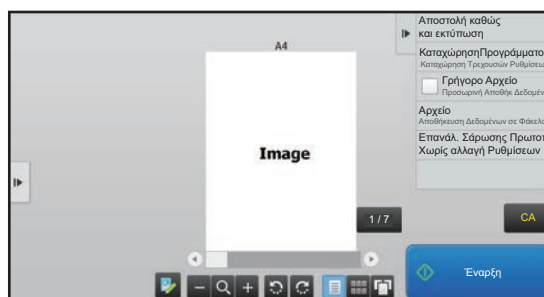 A4
Image
1 / 7
Αποστολή καθώς
και εκτύπωση
ΚαταχώρησηΠρογράμματο
Καταχώρηση Τρεχουσών Ρυθμίσεω
Γρήγορο Αρχείο
Προσωρινή Αποθήκ Δεδομέν
Αρχείο
Αποθήκευση Δεδομένων σε Φάκελο
Επανάλ. Σάρωσης Πρωτοτ
Χωρίς αλλαγή Ρυθμίσεων
CA
Έναρξη